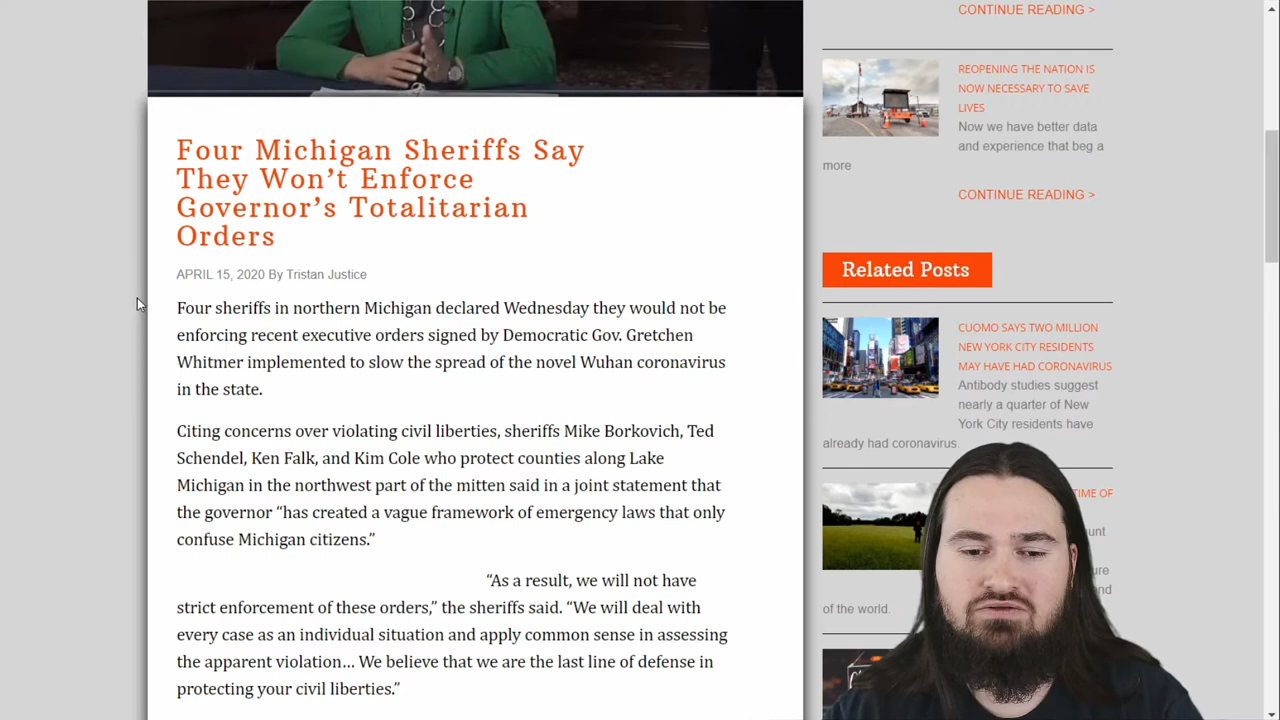 Four Michigan Sheriffs Say
They Won’t Enforce
Governor’s Totalitarian
Orders
APRIL 15, 2020 By Tristan Justice
Four sheriffs in northern Michigan declared Wednesday they would not be
enforcing recent executive orders signed by Democratic Gov. Gretchen
Whitmer implemented to slow the spread of the novel Wuhan coronavirus
in the state.
Citing concerns over violating civil liberties, sheriffs Mike Borkovich, Ted
Schendel, Ken Falk, and Kim Cole who protect counties along Lake
Michigan in the northwest part of the mitten said in a joint statement that
the governor “has created a vague framework of emergency laws that only
confuse Michigan citizens.”
“As a result, we will not have
strict enforcement of these orders,” the sheriffs said. “We will deal with
every case as an individual situation and apply common sense in assessing
the apparent violation… We believe that we are the last line of defense in
protecting your civil liberties.”
CONTINUE READING >
REOPENING THE NATION IS
NOW NECESSARY TO SAVE
LIVES
Now we have better data
and experience that beg a
more
CONTINUE READING >
Related Posts
CUOMO SAYS TWO MILLION
NEW YORK CITY RESIDENTS
MAY HAVE HAD CORONAVIRUS
Antibody studies suggest
nearly a quarter of New
York City residents have
already had coronavirus.
TIME OF
of the world.